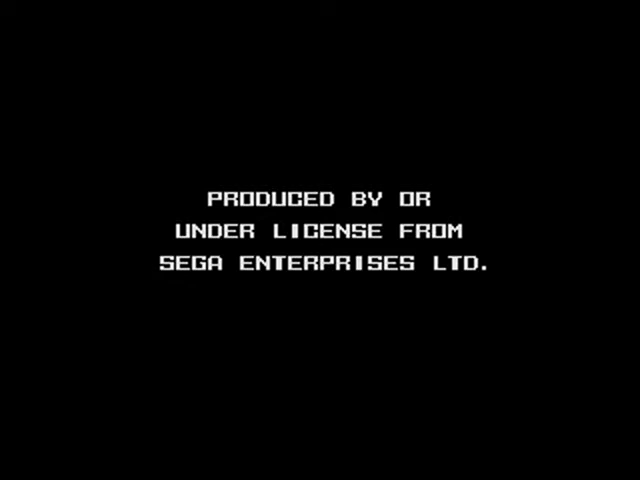 PRODUCED BY OR
UNDER LICENSE FROM
SEGA ENTERPRISES LTD.